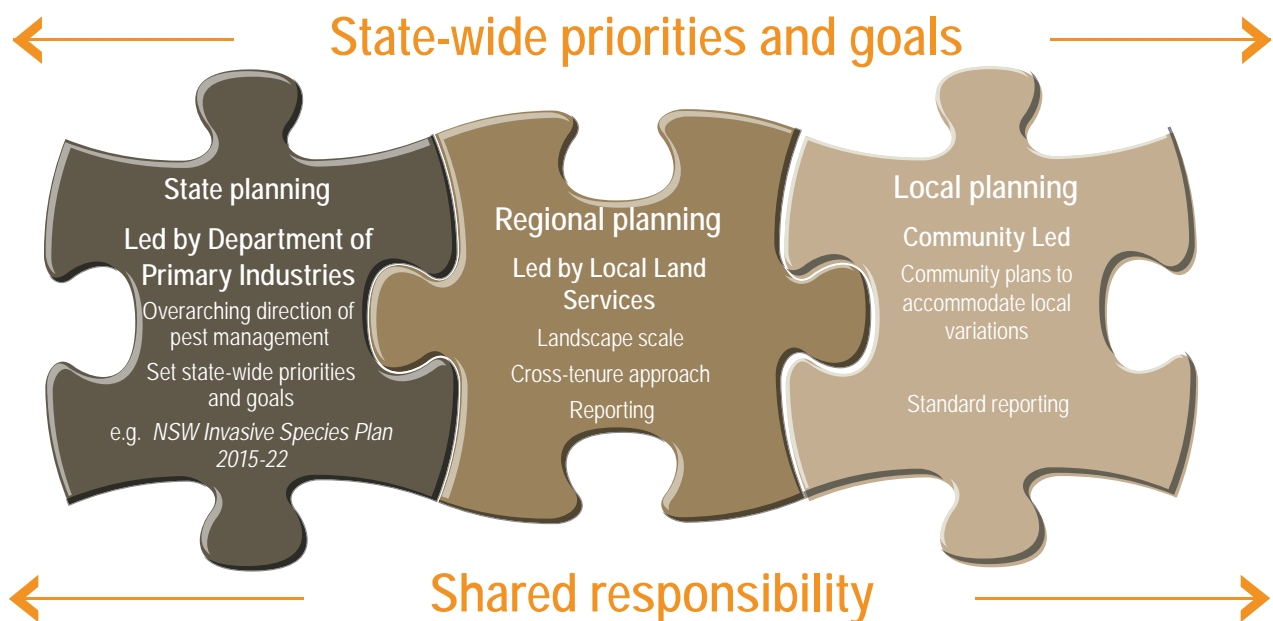 State-wide priorities and goals
State planning
Led by Department of
Primary Industries
Overarching direction of
pest management
Set state-wide priorities
and goals
e.g. NSW Invasive Species Plan
2015-22
Regional planning
Led by Local Land
Services
Landscape scale
Cross-tenure approach
Reporting
Local planning
Community Led
Community plans to
accommodate local
variations
Standard reporting
Shared responsibility